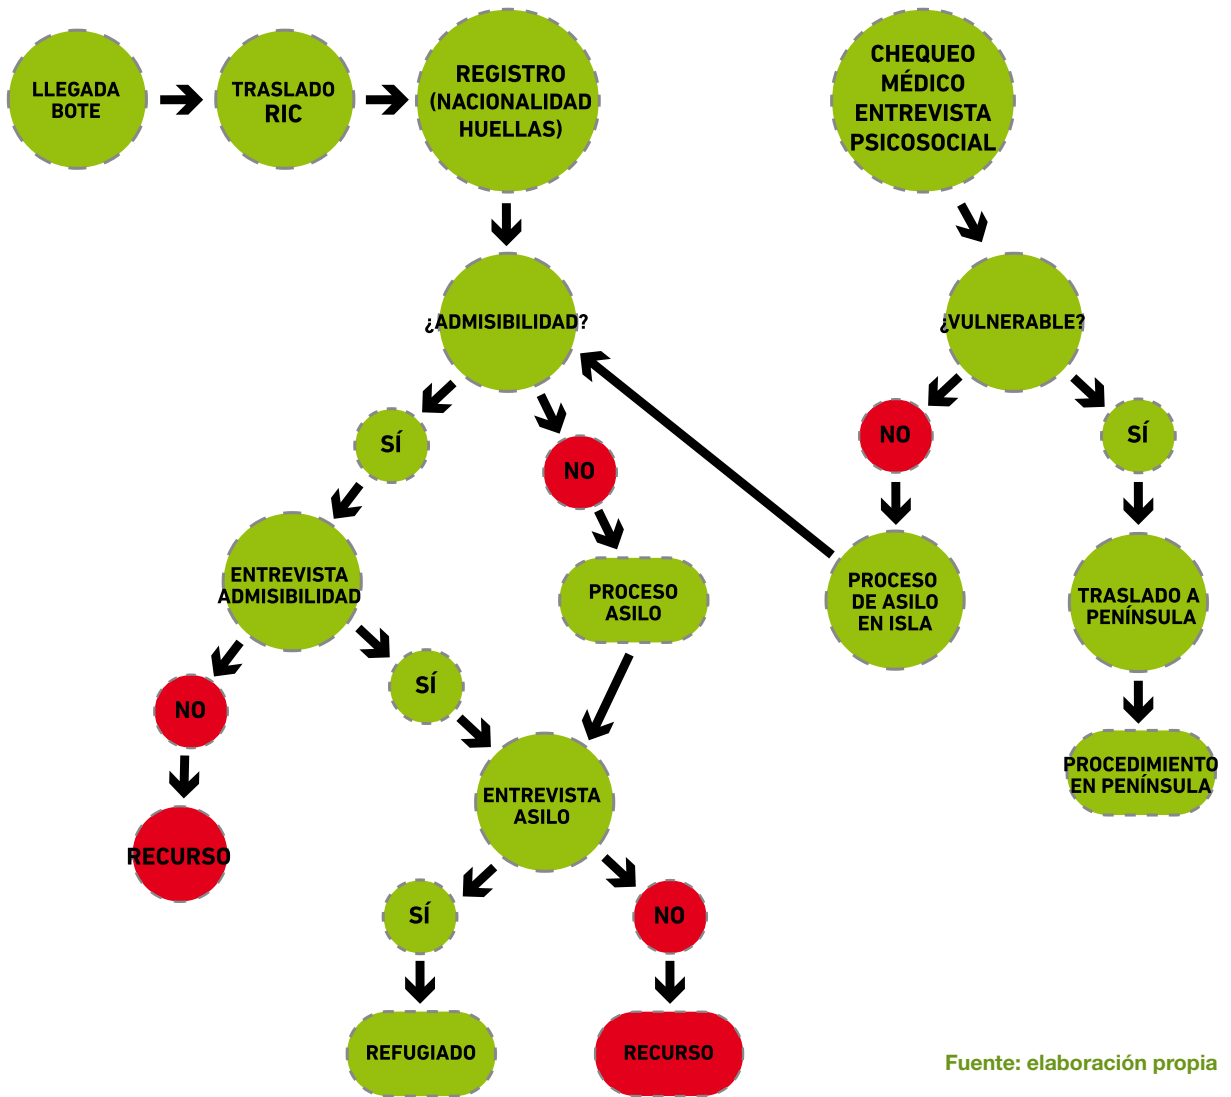 LLEGADA
BOTE
TRASLADO
RIC
REGISTRO
(NACIONALIDAD
HUELLAS)
CHEQUEO
MÉDICO
ENTREVISTA
PSICOSOCIAL
¿ADMISIBILIDAD?
¿VULNERABLE?
SÍ
NO
NO
SÍ
ENTREVISTA
ADMISIBILIDAD
PROCESO
ASILO
PROCESO
DE ASILO
EN ISLA
TRASLADO A
PENÍNSULA
NO
SÍ
PROCEDIMIENTO
EN PENÍNSULA
ENTREVISTA
ASILO
RECURSO
SÍ
NO
REFUGIADO
RECURSO
Fuente: elaboración propia